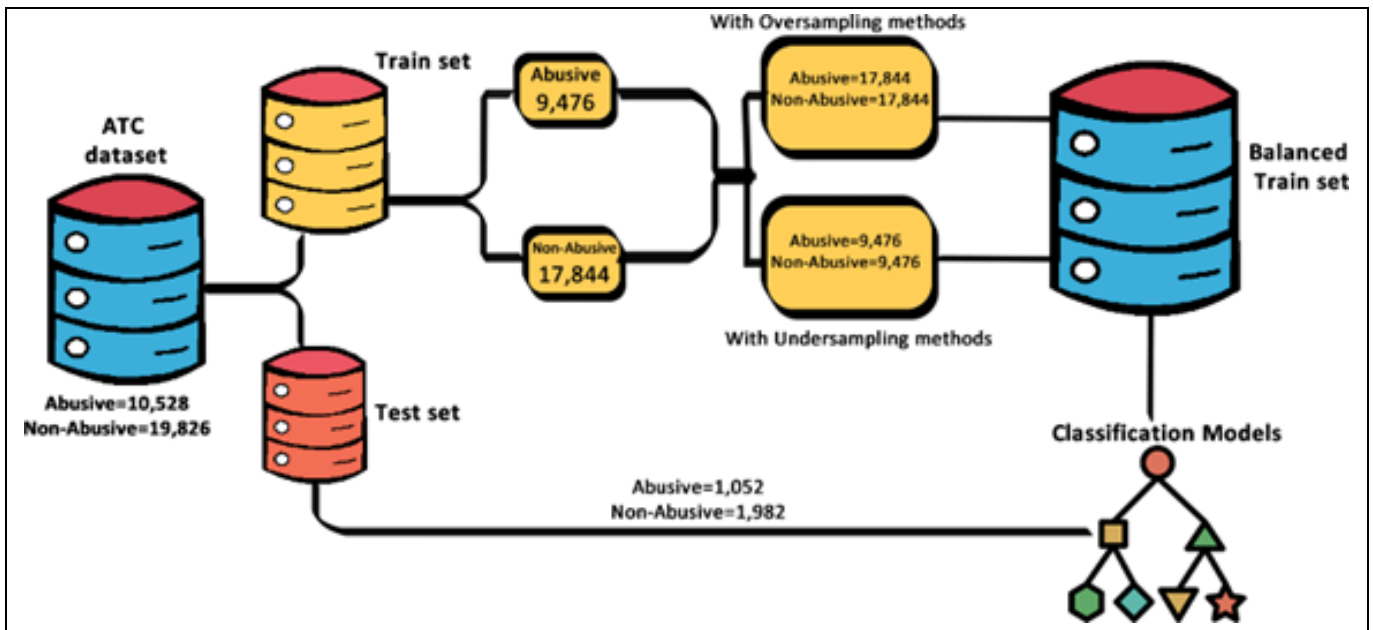 With Oversampling methods
Train set
Abusive
9,476
Abusive=17,844
Non-Abusive=17,844
ATC
dataset
Balanced
Train set
Non-Abusive
17,844
Abusive=9,476
Non-Abusive=9,476
With Undersampling methods
Abusive=10,528
Non-Abusive=19,826
Test set
Classification Models
Abusive=1,052
Non-Abusive=1,982